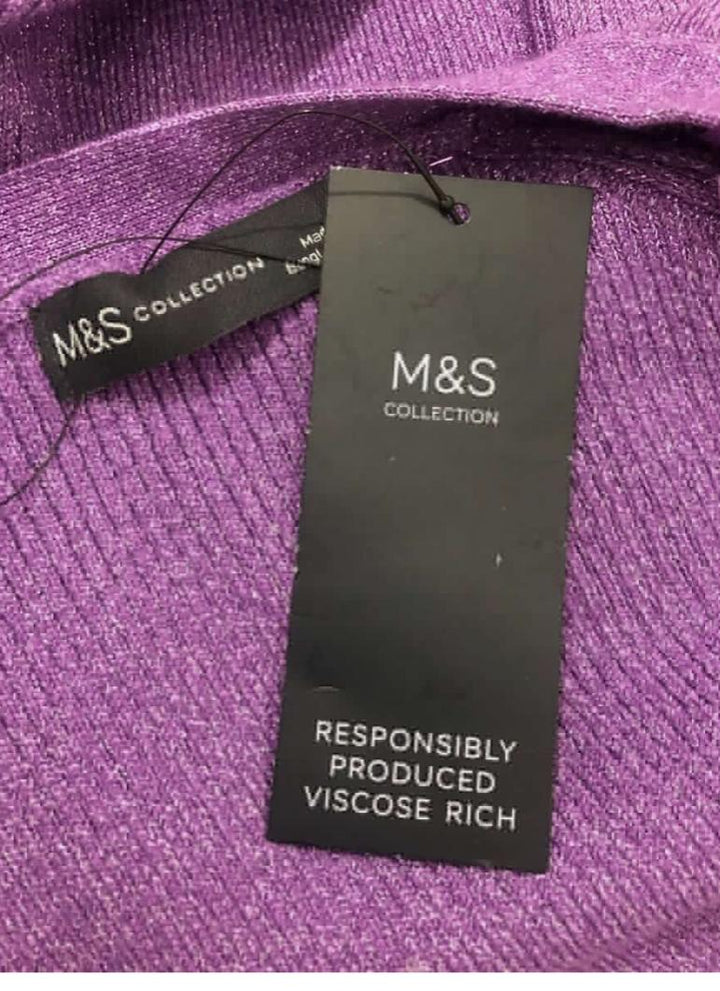 M&S COLLECTION
M&S
COLLECTION
RESPONSIBLY
PRODUCED
VISCOSE RICH